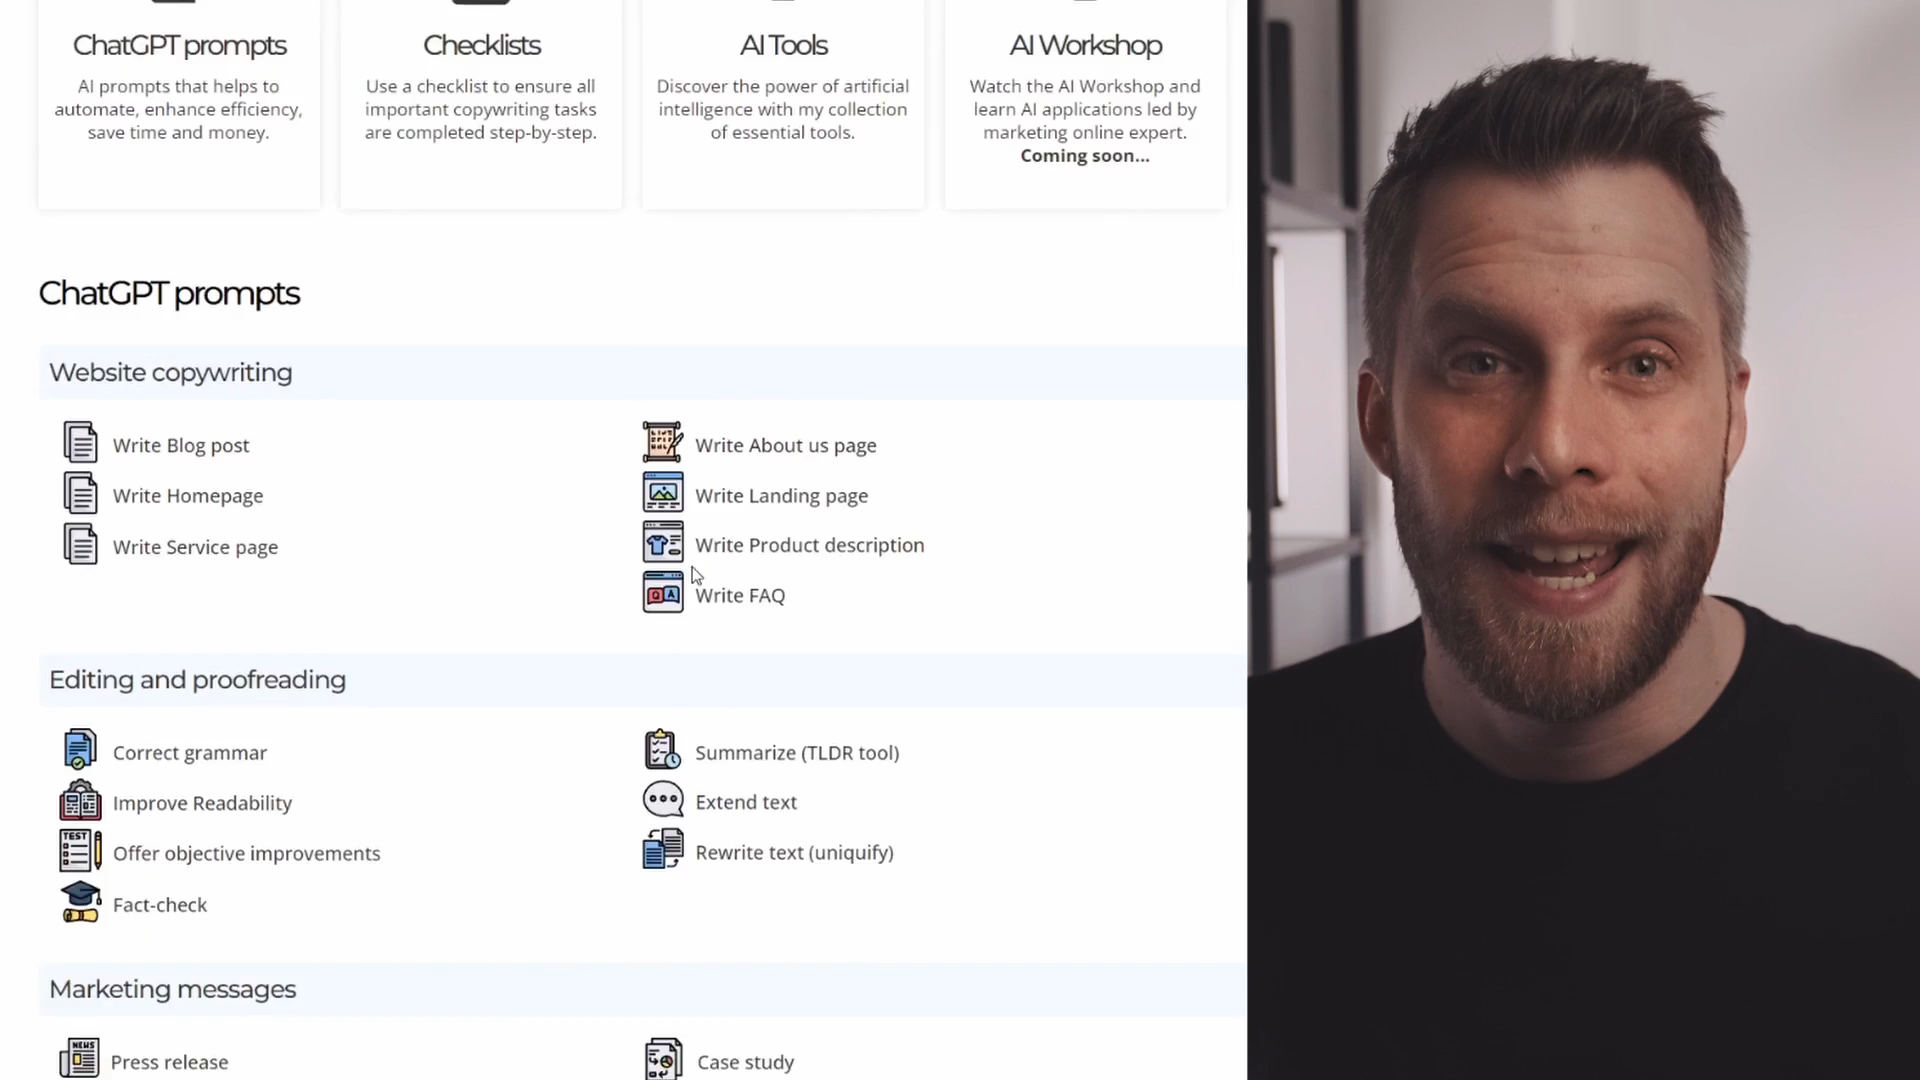 ChatGPT prompts
AI prompts that helps to
automate, enhance efficiency,
save time and money.
Checklists
Use a checklist to ensure all
important copywriting tasks
are completed step-by-step.
AI Tools
Discover the power of artificial
intelligence with my collection
of essential tools.
AI Workshop
Watch the AI Workshop and
learn AI applications led by
marketing online expert.
Coming soon...
ChatGPT prompts
Website copywriting
Write Blog post
Write Homepage
Write Service page
Write About us page
Write Landing page
Write Product description
Q A
Write FAQ
Editing and proofreading
Correct grammar
Improve Readability
TEST
Offer objective improvements
Fact-check
Summarize (TLDR tool)
Extend text
Rewrite text (uniquify)
Marketing messages
NEWS
Press release
Case study